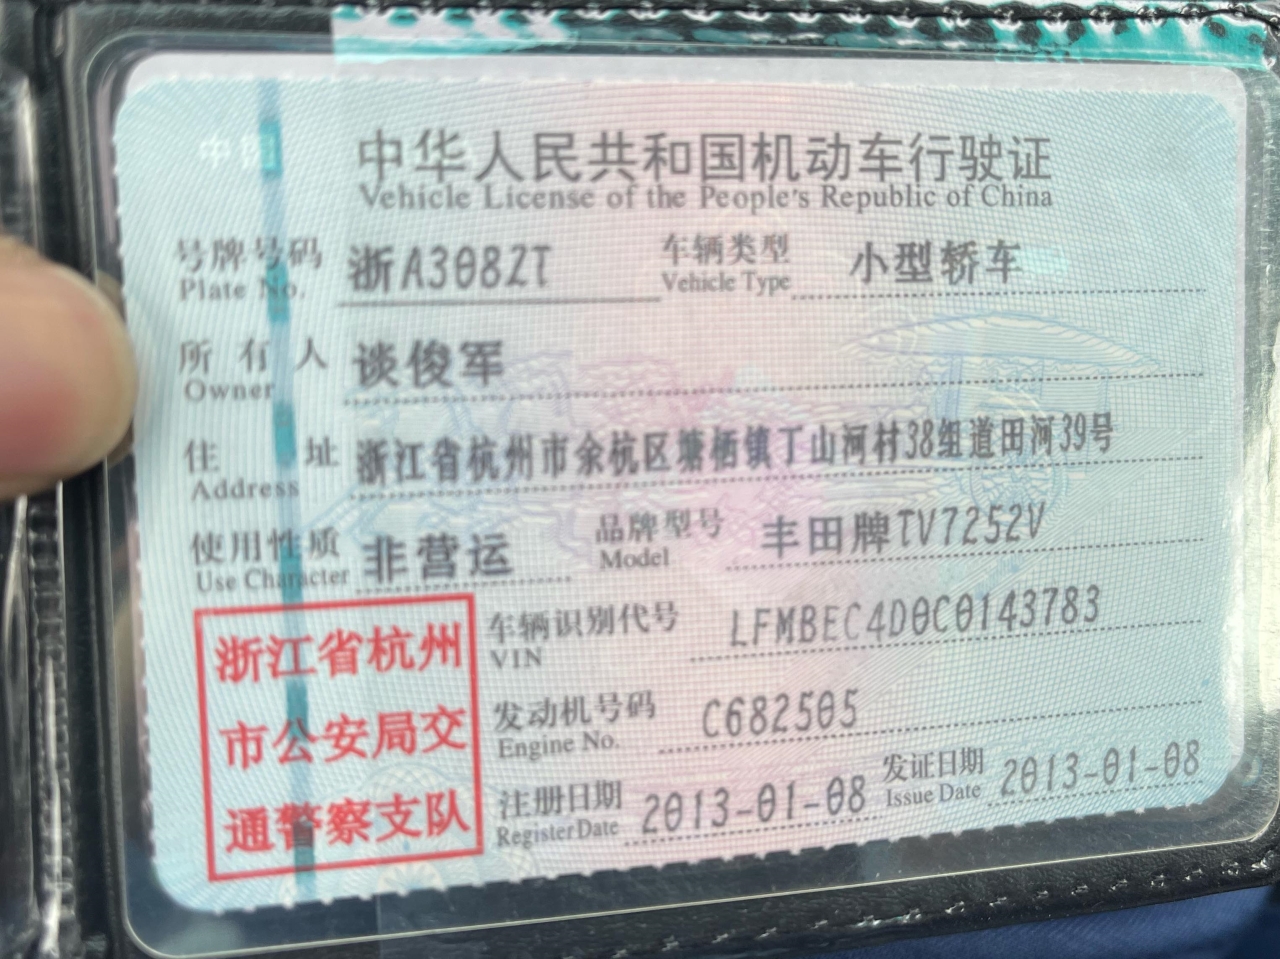 中国
中华人民共和国机动车行驶证
Vehicle License of the People's Republic of China
号牌号码 浙A308ZT 车辆类型 小型轿车
Plate No. Vehicle Type
所有人 谈俊军
Owner
住址 浙江省杭州市余杭区塘栖镇丁山河村38组道田河39号
Address
使用性质 非营运 品牌型号 丰田牌TV7252V
Use Character Model
浙江省杭州
市公安局交
通警察支队
车辆识别代号 LFMBEC4D0C0143783
VIN
发动机号码 C682505
Engine No.
注册日期 2013-01-08 发证日期 2013-01-08
Register Date Issue Date